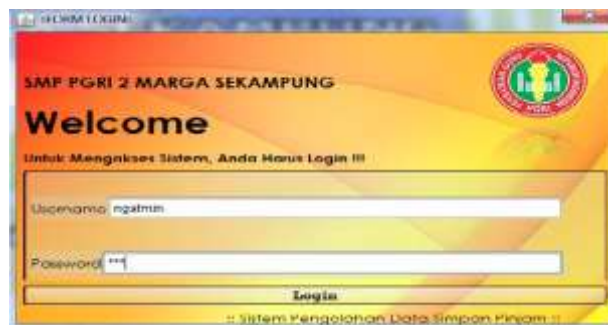 :: FORM LOGIN ::
SMP PGRI 2 MARGA SEKAMPUNG
Welcome
Untuk Mengakses Sistem, Anda Harus Login !!!
Username ngatmin
Password ***
Login
:: Sistem Pengolahan Data Simpan Pinjam ::